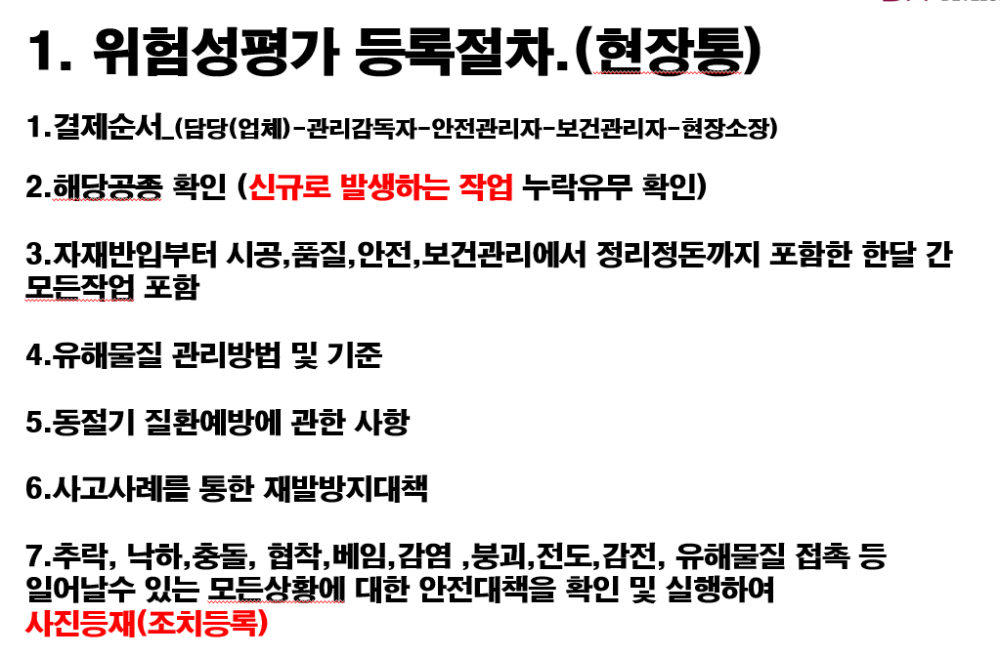 1. 위험성평가 등록절차.(현장통)
1.결제순서_(담당(업체)-관리감독자-안전관리자-보건관리자-현장소장)
2.해당공종 확인 (신규로 발생하는 작업 누락유무 확인)
3.자재반입부터 시공,품질,안전,보건관리에서 정리정돈까지 포함한 한달 간
모든작업 포함
4.유해물질 관리방법 및 기준
5.동절기 질환예방에 관한 사항
6.사고사례를 통한 재발방지대책
7.추락, 낙하,충돌, 협착,베임,감염 ,붕괴,전도,감전, 유해물질 접촉 등
일어날수 있는 모든상황에 대한 안전대책을 확인 및 실행하여
사진등재(조치등록)